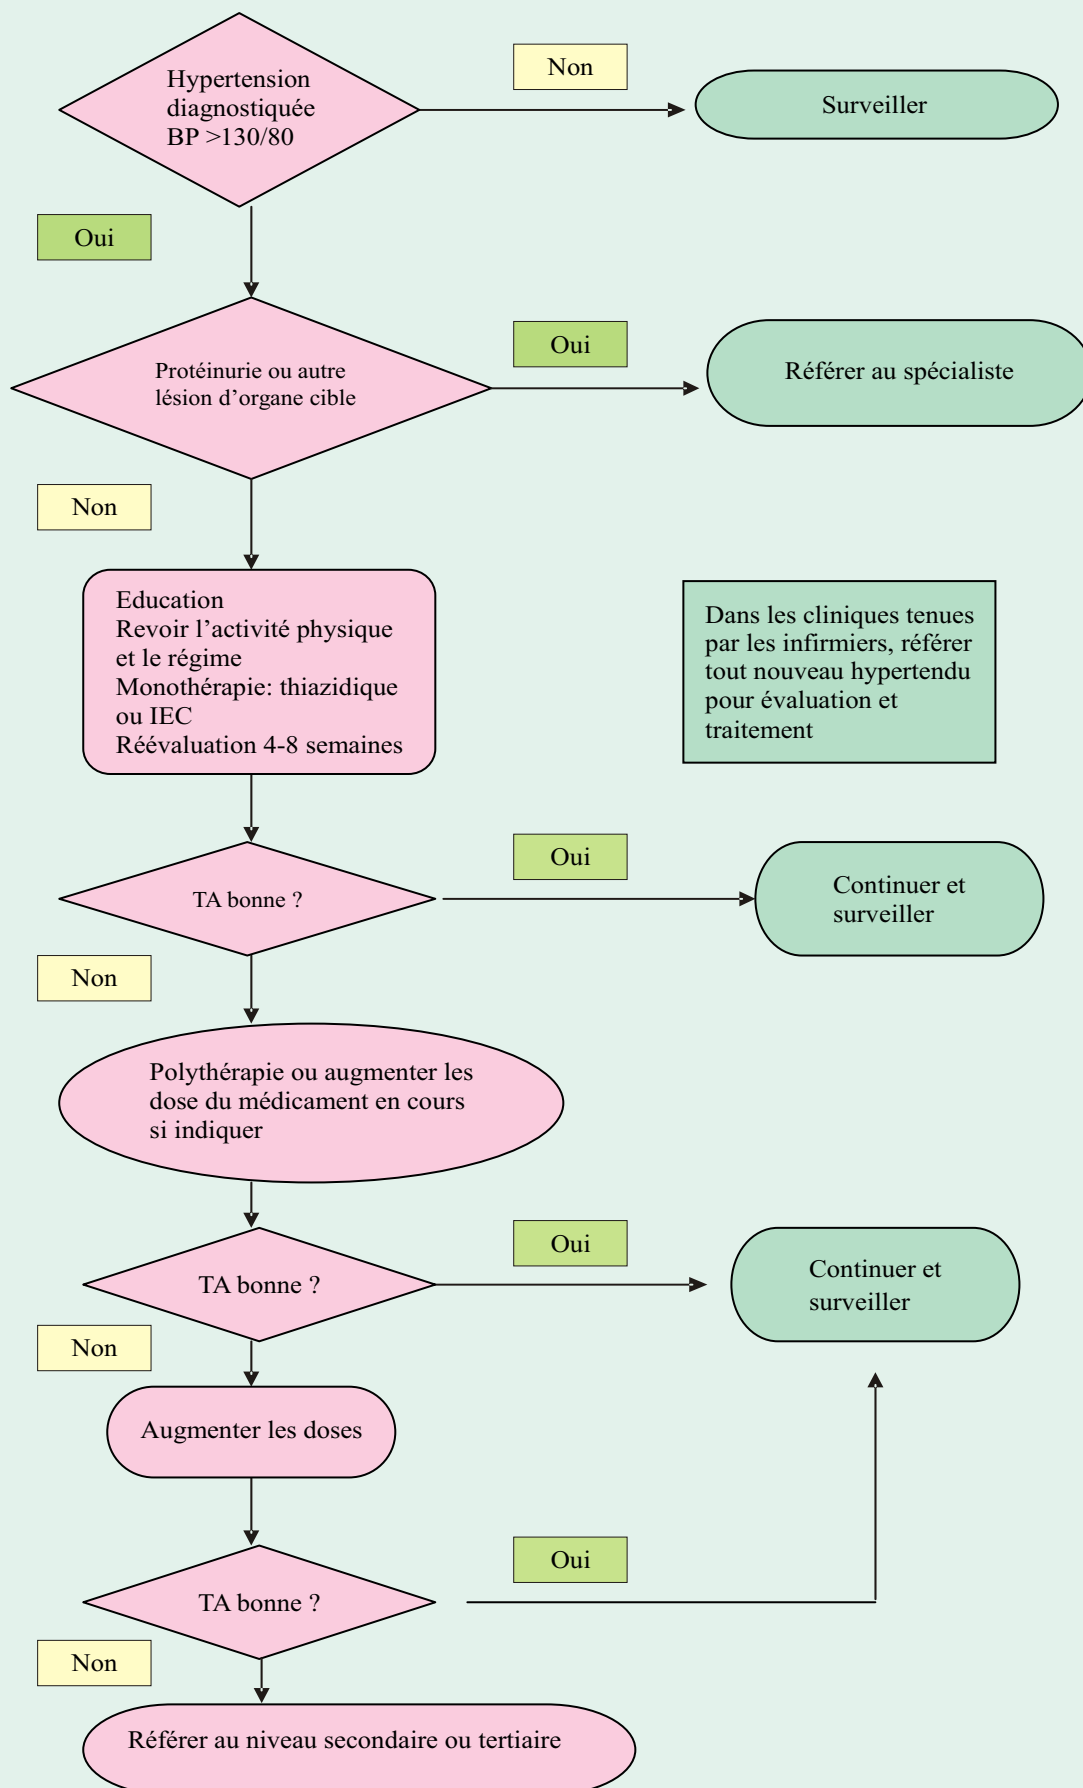 Hypertension
diagnostiquée
BP >130/80
Non
Surveiller
Oui
Protéinurie ou autre
lésion d'organe cible
Oui
Référer au spécialiste
Non
Education
Revoir l'activité physique
et le régime
Monothérapie: thiazidique
ou IEC
Réévaluation 4-8 semaines
Dans les cliniques tenues
par les infirmiers, référer
tout nouveau hypertendu
pour évaluation et
traitement
TA bonne ?
Oui
Continuer et
surveiller
Non
Polythérapie ou augmenter les
dose du médicament en cours
si indiquer
TA bonne ?
Oui
Continuer et
surveiller
Non
Augmenter les doses
TA bonne ?
Oui
Non
Référer au niveau secondaire ou tertiaire